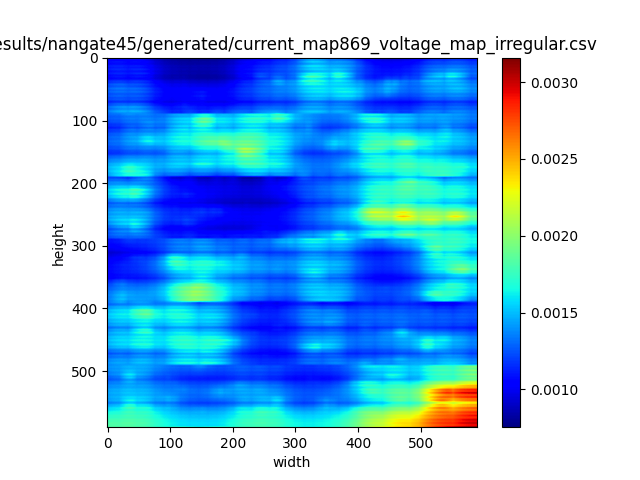 esults/nangate45/generated/current_map869_voltage_map_irregular.csv
0
100
200
300
400
500
height
0 100 200 300 400 500
width
0.0030
0.0025
0.0020
0.0015
0.0010